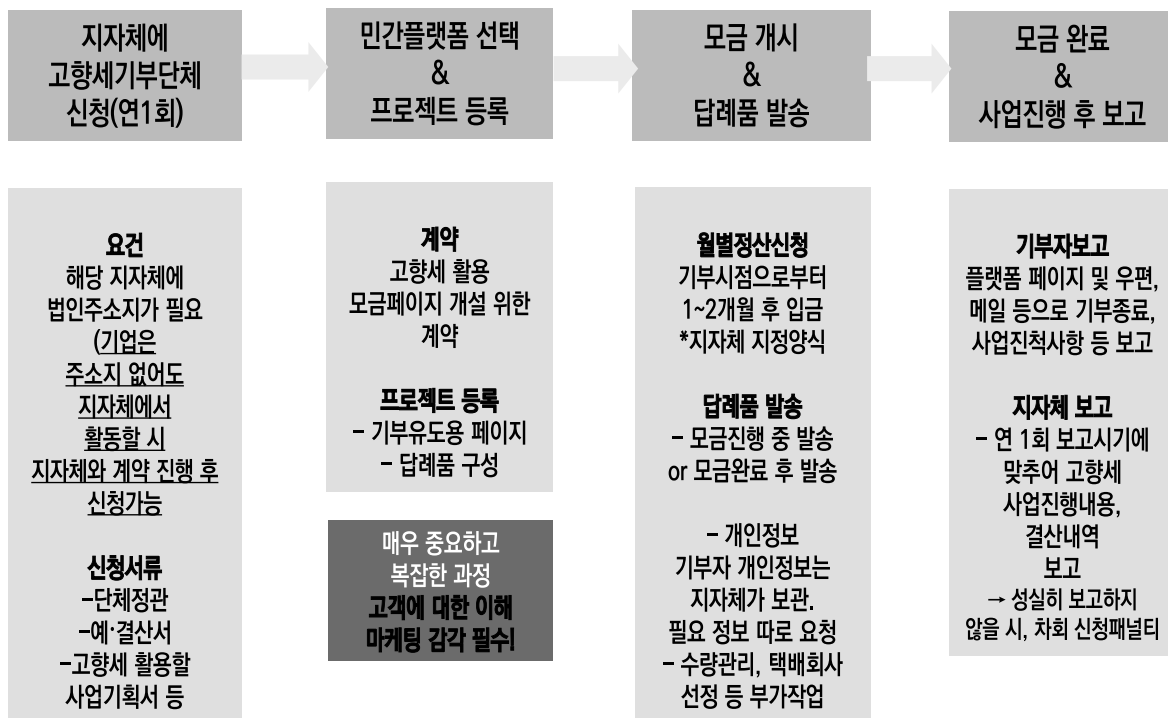 지자체에
고향세기부단체
신청(연1회)
민간플랫폼 선택
&
프로젝트 등록
모금 개시
&
답례품 발송
모금 완료
&
사업진행 후 보고
요건
해당 지자체에
법인주소지가 필요
(기업은
주소지 없어도
지자체에서
활동할 시
지자체와 계약 진행 후
신청가능
신청서류
-단체정관
-예·결산서
-고향세 활용할
사업기획서 등
계약
고향세 활용
모금페이지 개설 위한
계약
프로젝트 등록
- 기부유도용 페이지
- 답례품 구성
매우 중요하고
복잡한 과정
고객에 대한 이해
마케팅 감각 필수!
월별정산신청
기부시점으로부터
1~2개월 후 입금
*지자체 지정양식
답례품 발송
- 모금진행 중 발송
or 모금완료 후 발송
- 개인정보
기부자 개인정보는
지자체가 보관.
필요 정보 따로 요청
- 수량관리, 택배회사
선정 등 부가작업
기부자보고
플랫폼 페이지 및 우편,
메일 등으로 기부종료,
사업진척사항 등 보고
지자체 보고
- 연 1회 보고시기에
맞추어 고향세
사업진행내용,
결산내역
보고
→ 성실히 보고하지
않을 시, 차회 신청패널티